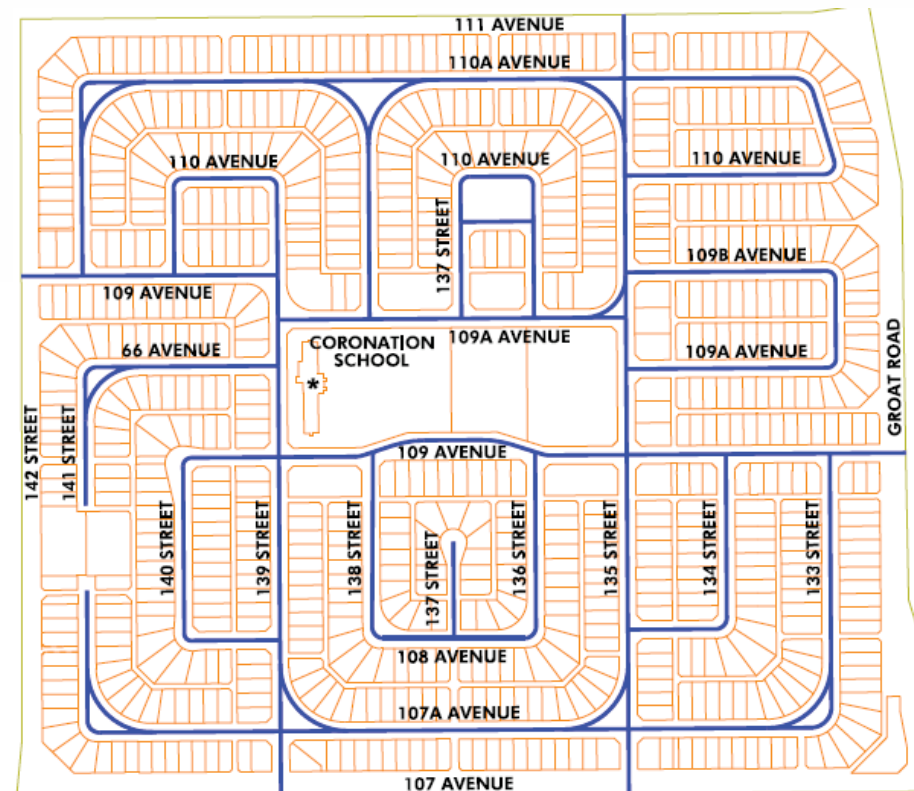 111 AVENUE
110A AVENUE
110 AVENUE
110 AVENUE
110 AVENUE
137 STREET
109B AVENUE
109 AVENUE
109A AVENUE
CORONATION
SCHOOL
*
66 AVENUE
109A AVENUE
GROAT ROAD
142 STREET
141 STREET
109 AVENUE
140 STREET
139 STREET
138 STREET
137 STREET
136 STREET
135 STREET
134 STREET
133 STREET
108 AVENUE
107A AVENUE
107 AVENUE